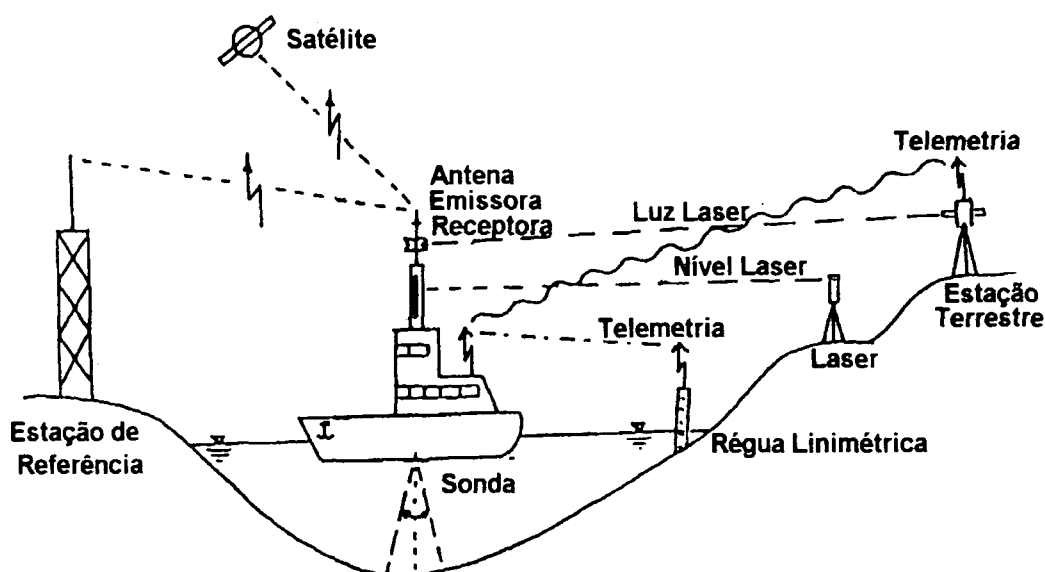 Satélite
Telemetria
Antena
Emissora
Receptora
Luz Laser
Nível Laser
Estação
Terrestre
Telemetria
Laser
Estação de
Referência
Régua Linimétrica
Sonda